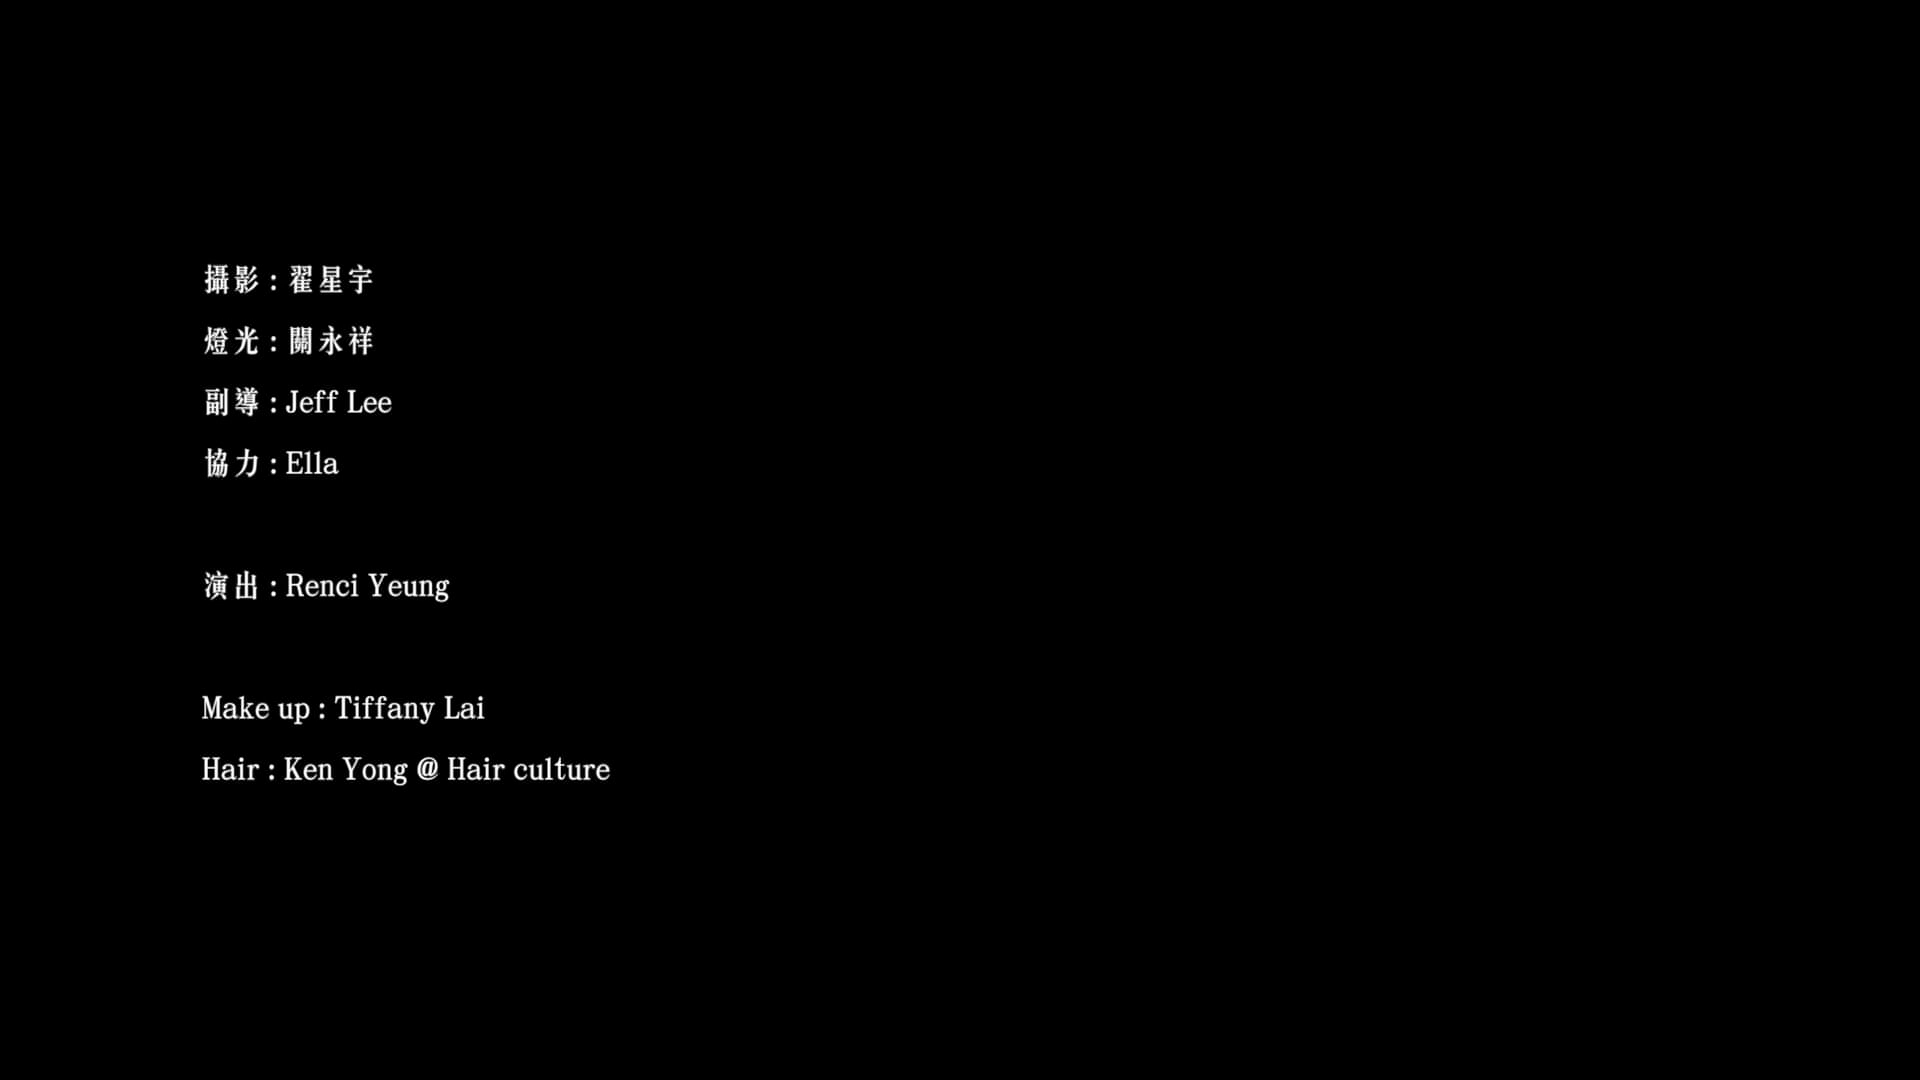 攝影 : 翟星宇
燈光 : 關永祥
副導 : Jeff Lee
協力 : Ella
演出 : Renci Yeung
Make up : Tiffany Lai
Hair : Ken Yong @ Hair culture